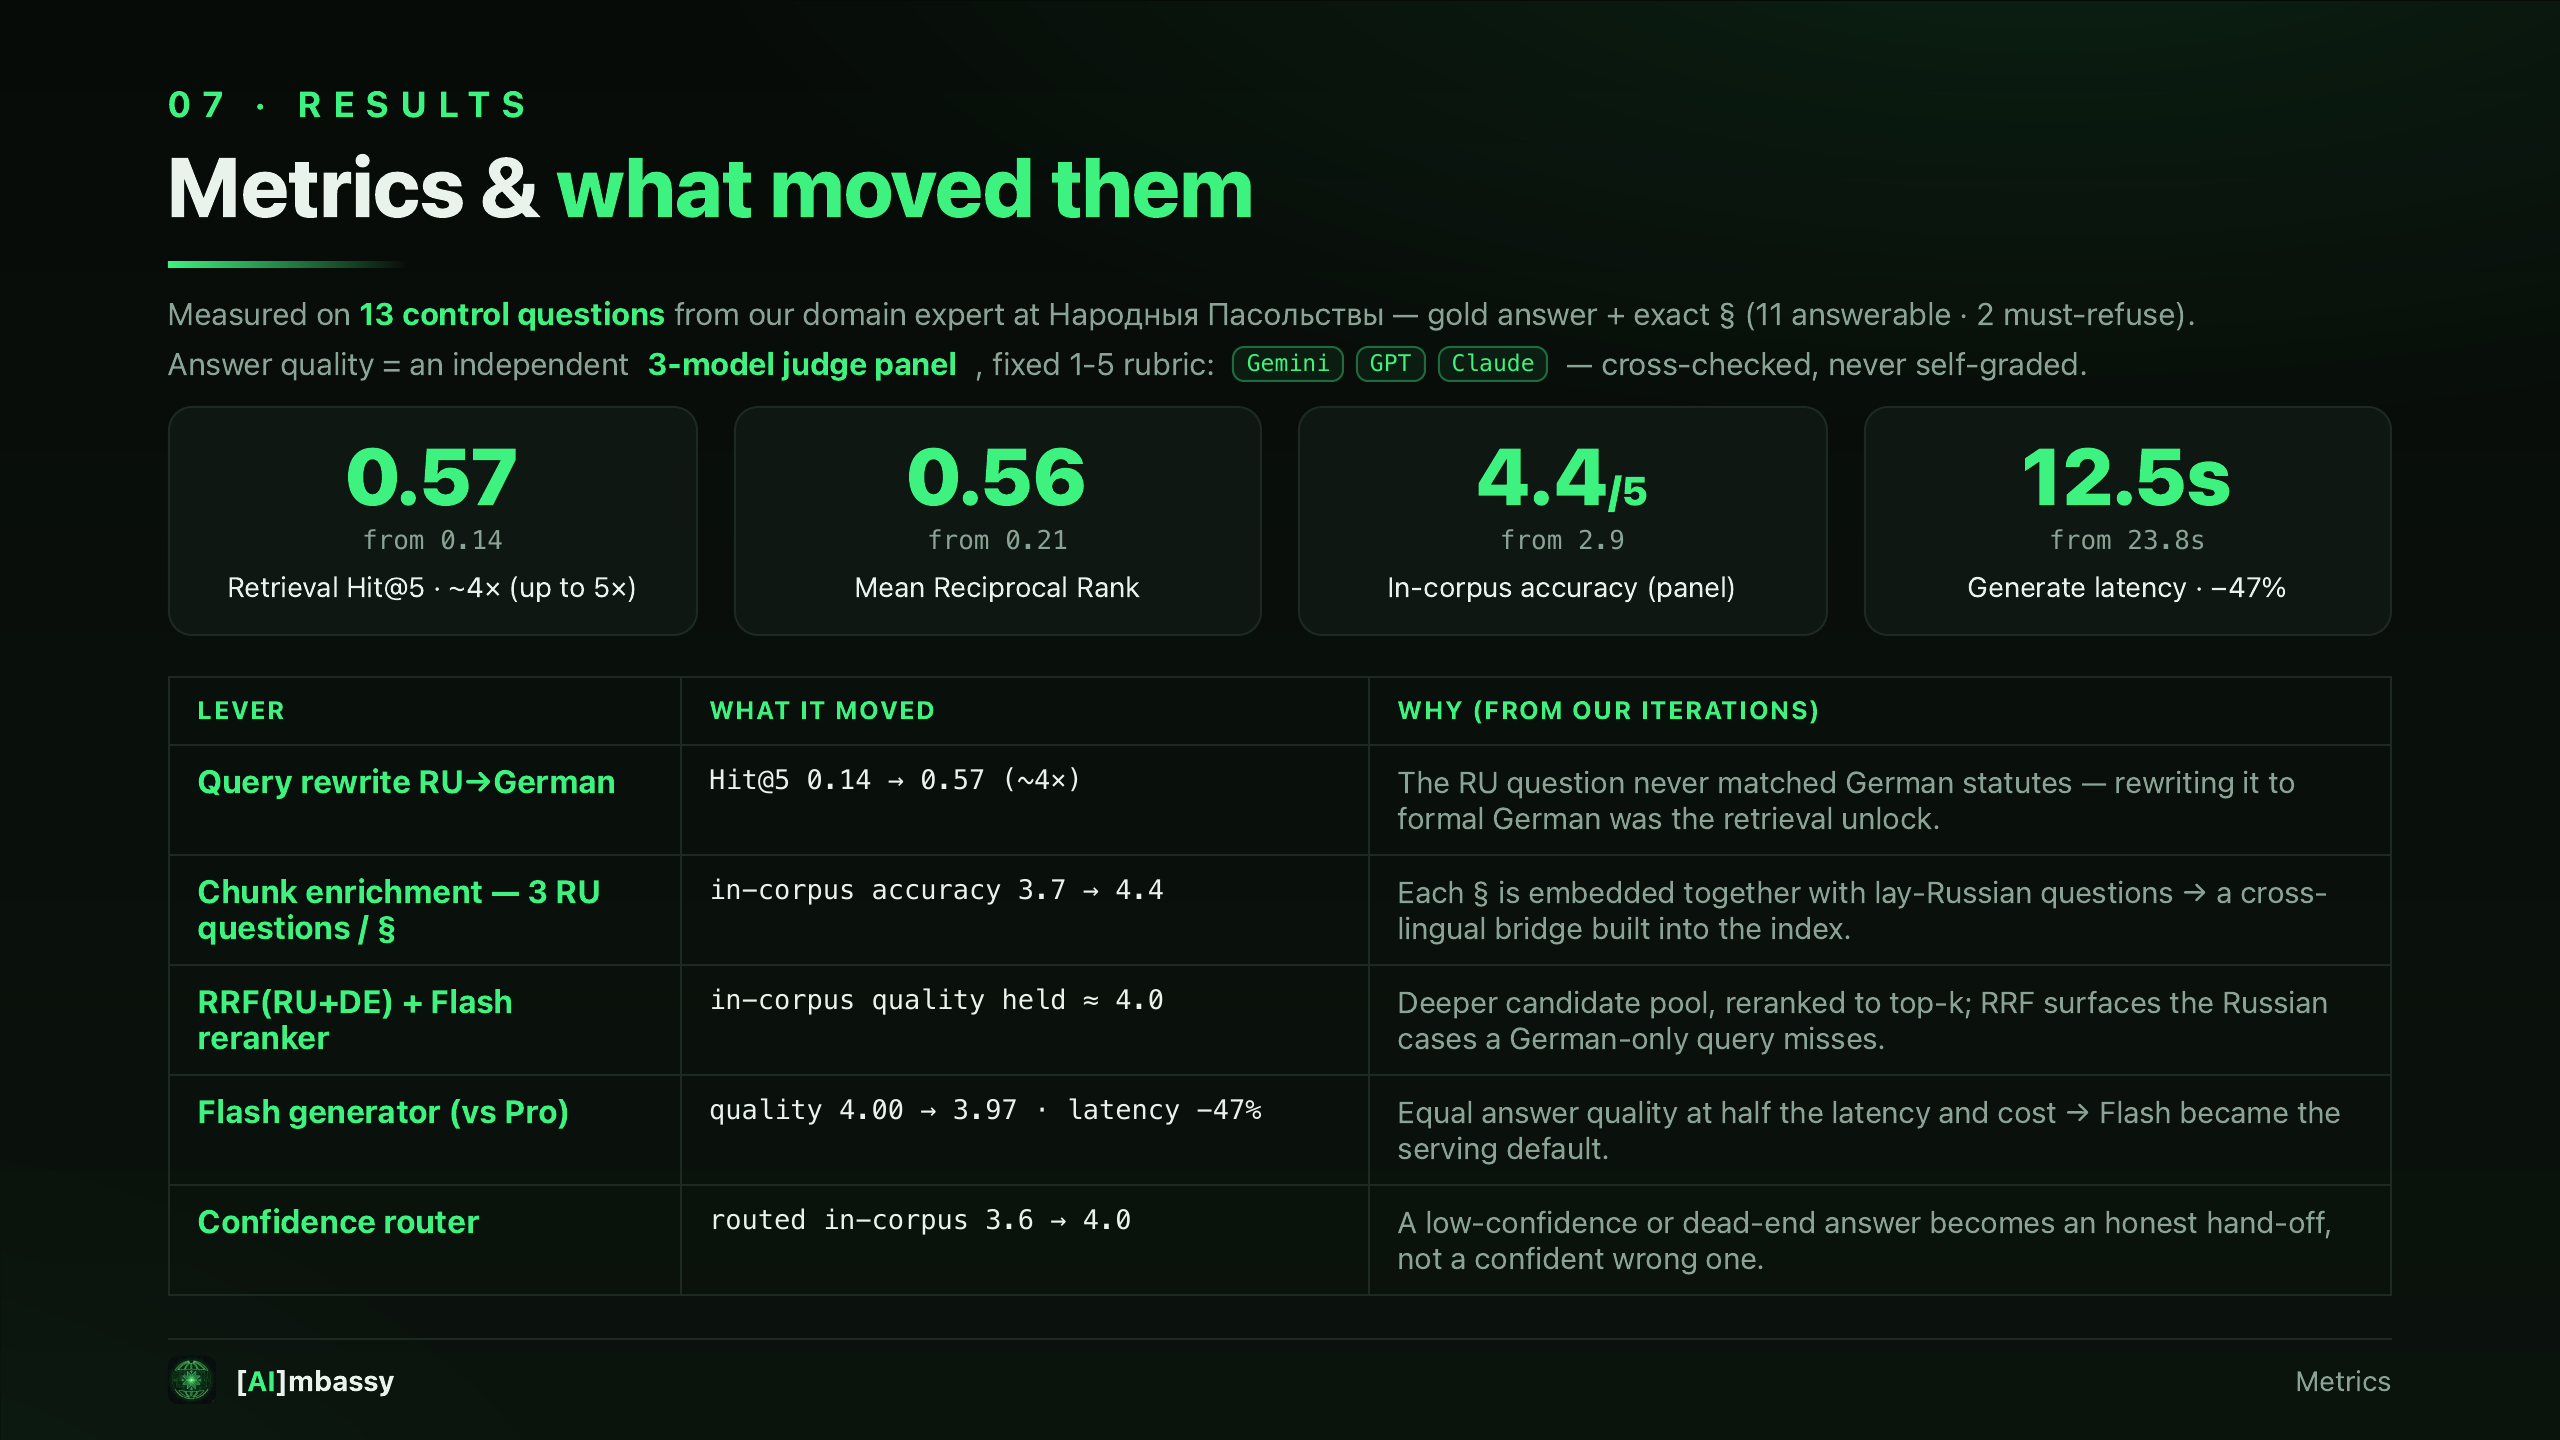 07 · RESULTS
Metrics & what moved them
Measured on 13 control questions from our domain expert at Народныя Пасольствы — gold answer + exact § (11 answerable · 2 must-refuse).
Answer quality = an independent 3-model judge panel , fixed 1-5 rubric: Gemini GPT Claude — cross-checked, never self-graded.
0.57
from 0.14
Retrieval Hit@5 · ~4× (up to 5×)
0.56
from 0.21
Mean Reciprocal Rank
4.4/5
from 2.9
In-corpus accuracy (panel)
12.5s
from 23.8s
Generate latency · −47%
LEVER
WHAT IT MOVED
WHY (FROM OUR ITERATIONS)
Query rewrite RU→German
Hit@5 0.14 → 0.57 (~4×)
The RU question never matched German statutes — rewriting it to
formal German was the retrieval unlock.
Chunk enrichment — 3 RU
questions / §
in-corpus accuracy 3.7 → 4.4
Each § is embedded together with lay-Russian questions → a cross-
lingual bridge built into the index.
RRF(RU+DE) + Flash
reranker
in-corpus quality held ≈ 4.0
Deeper candidate pool, reranked to top-k; RRF surfaces the Russian
cases a German-only query misses.
Flash generator (vs Pro)
quality 4.00 → 3.97 · latency −47%
Equal answer quality at half the latency and cost → Flash became the
serving default.
Confidence router
routed in-corpus 3.6 → 4.0
A low-confidence or dead-end answer becomes an honest hand-off,
not a confident wrong one.
[AI]mbassy
Metrics